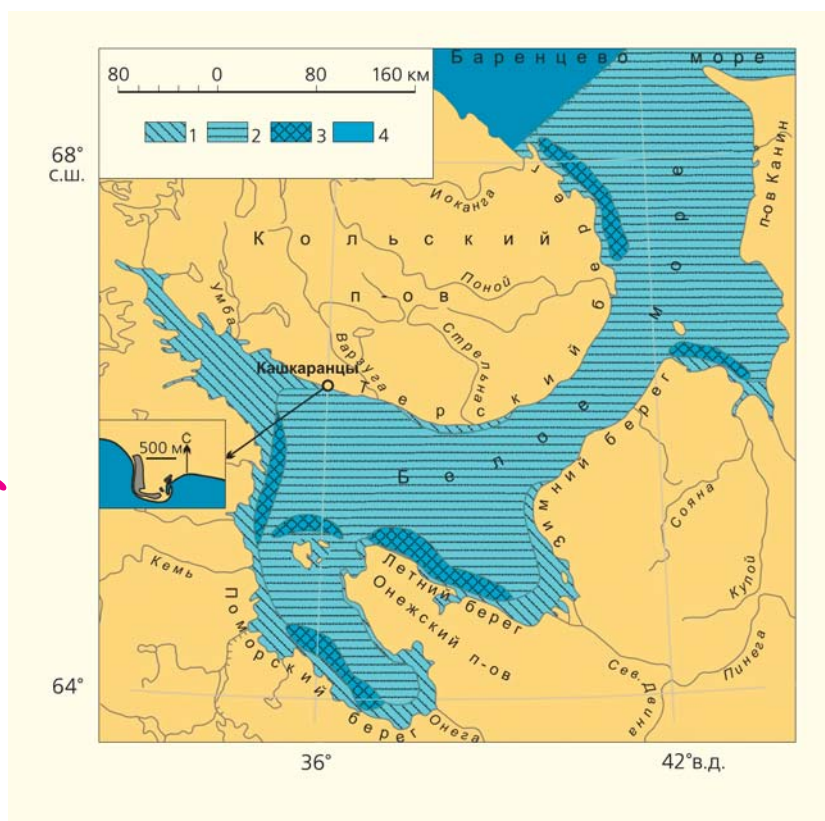 Баренцево море
80 0 80 160 км
1 2 3 4
68°
с.ш.
п-ов Канин
Иоканга
Кольский
п-ов
Поной
Терский берег
Белое море
Умба
Варзуга
Стрельна
Кашкаранцы
500 м
С
Зимний берег
Сояна
Кулой
Пинега
Кемь
Летний берег
Онежский п-ов
Поморский берег
Онега
Сев. Двина
64°
36°
42°в.д.